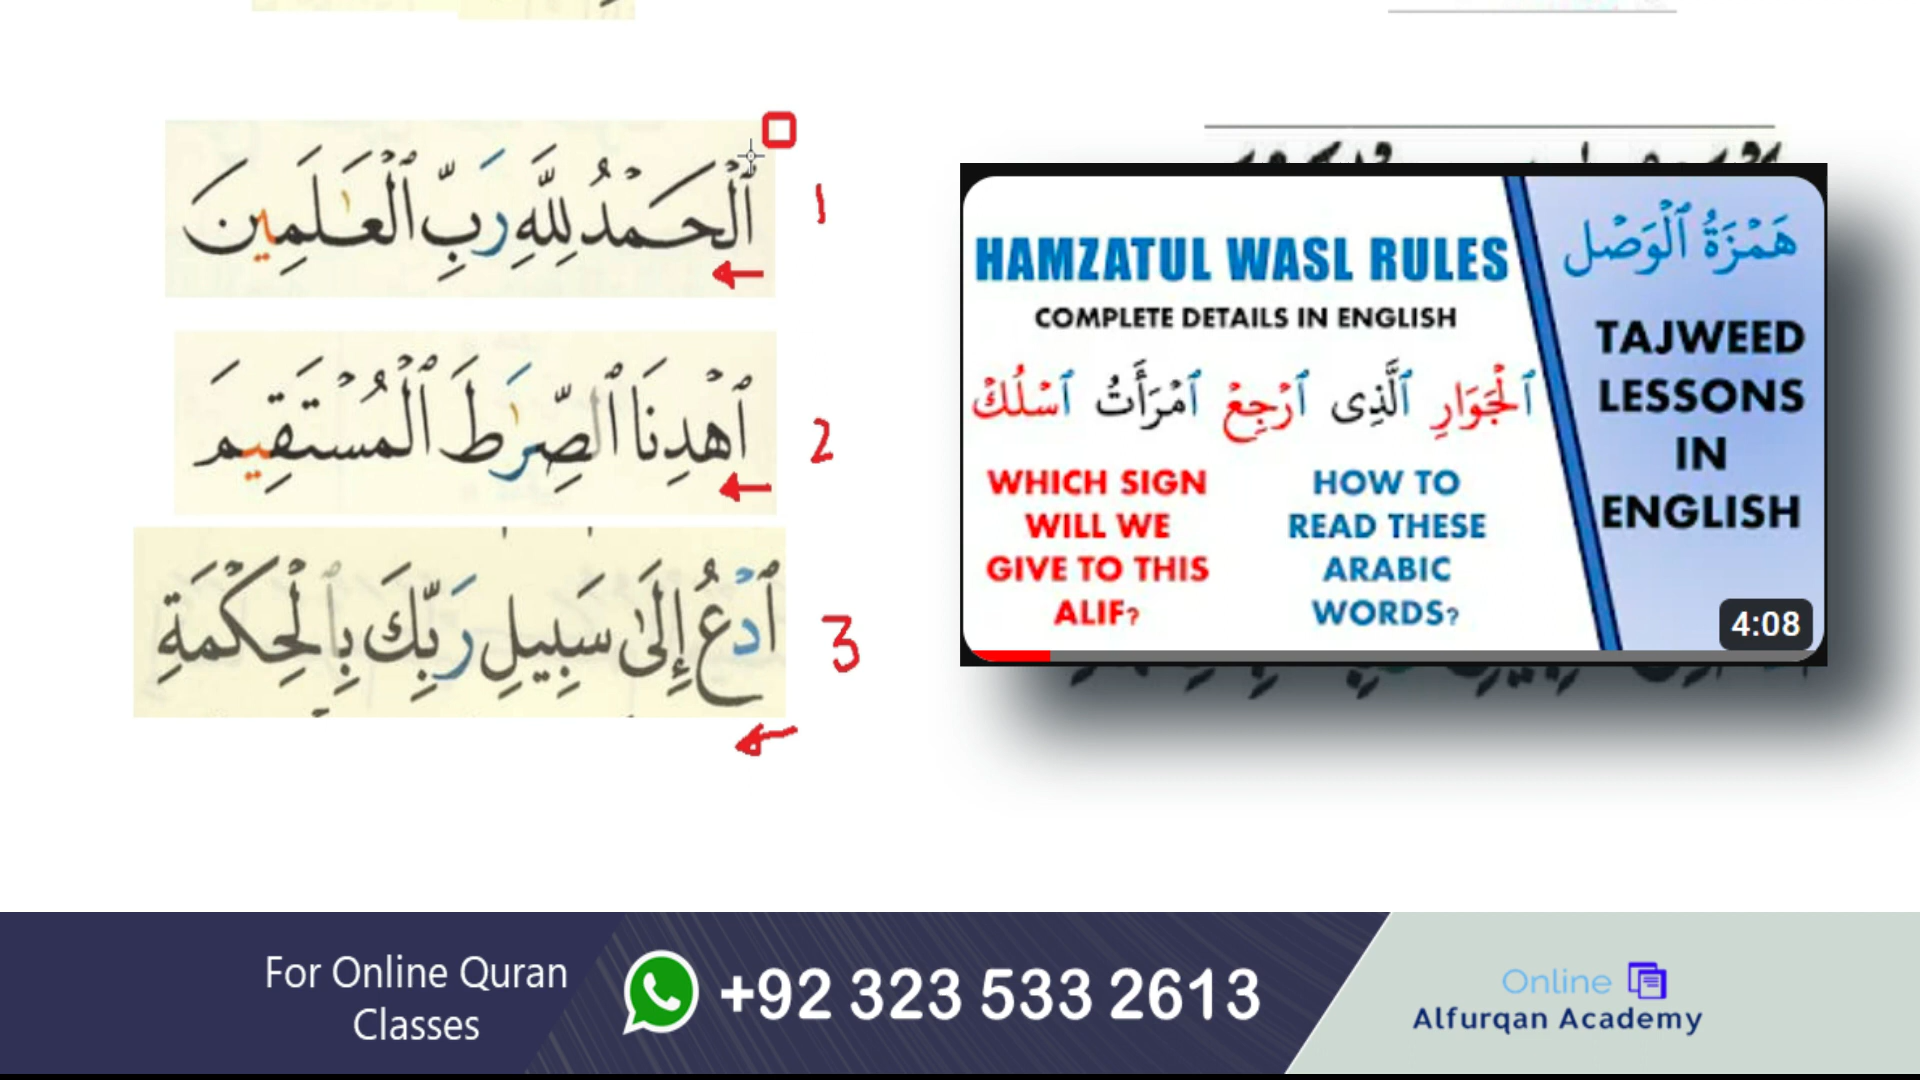 ٱلْحَمْدُ لِلَّهِ رَبِّ ٱلْعَـٰلَمِينَ
1
ٱهْدِنَا ٱلصِّرَٰطَ ٱلْمُسْتَقِيمَ
2
ٱدْعُ إِلَىٰ سَبِيلِ رَبِّكَ بِٱلْحِكْمَةِ
3
HAMZATUL WASL RULES
COMPLETE DETAILS IN ENGLISH
ٱلْجَوَارِ ٱلَّذِى ٱرْجِعْ ٱمْرَأَتُ ٱسْلُكْ
WHICH SIGN
WILL WE
GIVE TO THIS
ALIF?
HOW TO
READ THESE
ARABIC
WORDS?
هَمْزَةُ ٱلْوَصْل
TAJWEED
LESSONS
IN
ENGLISH
4:08
For Online Quran
Classes
+92 323 533 2613
Online
Alfurqan Academy